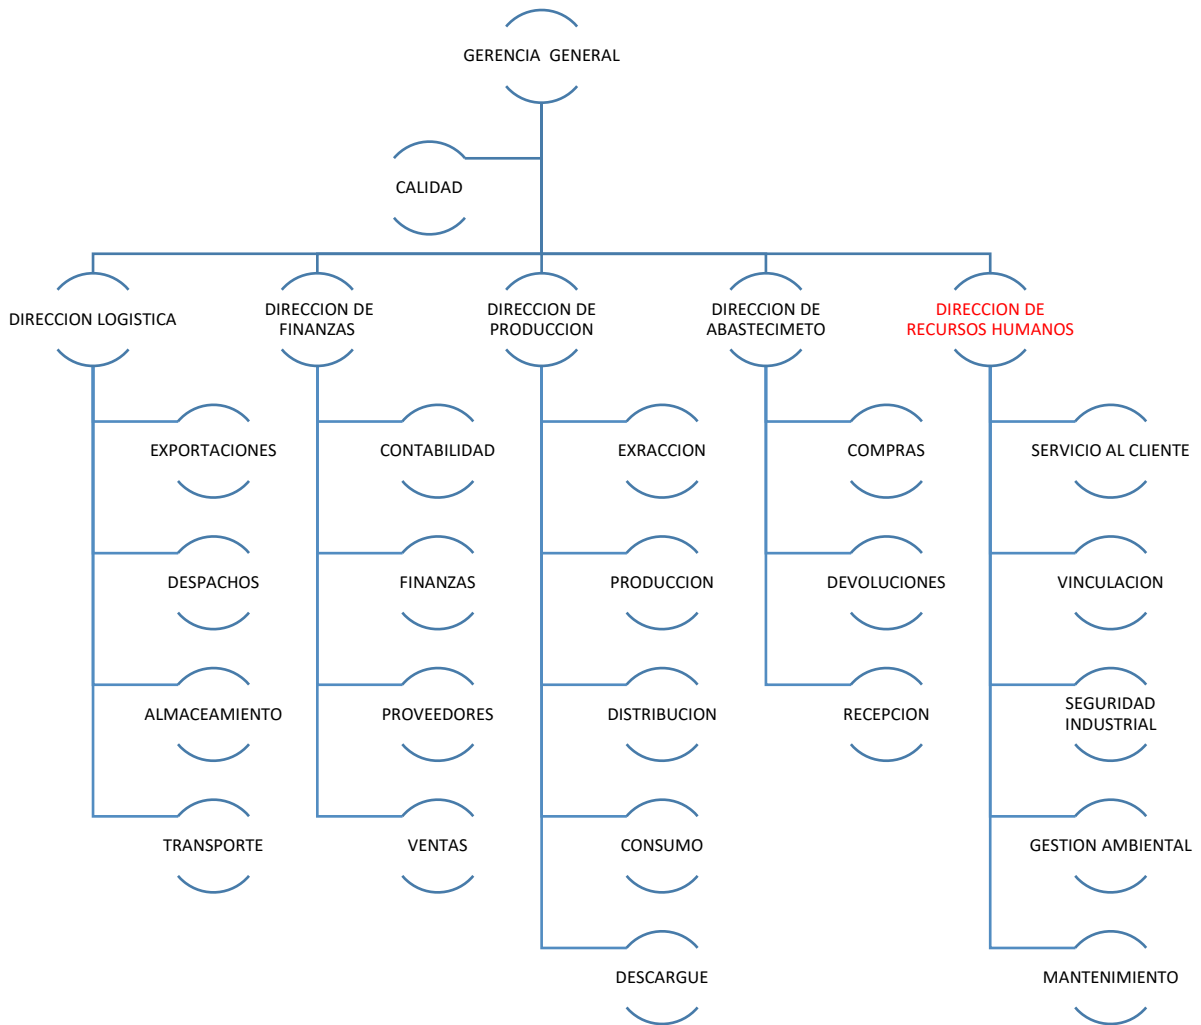 GERENCIA GENERAL
CALIDAD
DIRECCION LOGISTICA
DIRECCION DE
FINANZAS
DIRECCION DE
PRODUCCION
DIRECCION DE
ABASTECIMETO
DIRECCION DE
RECURSOS HUMANOS
EXPORTACIONES
CONTABILIDAD
EXRACCION
COMPRAS
SERVICIO AL CLIENTE
DESPACHOS
FINANZAS
PRODUCCION
DEVOLUCIONES
VINCULACION
ALMACEAMIENTO
PROVEEDORES
DISTRIBUCION
RECEPCION
SEGURIDAD
INDUSTRIAL
TRANSPORTE
VENTAS
CONSUMO
GESTION AMBIENTAL
DESCARGUE
MANTENIMIENTO